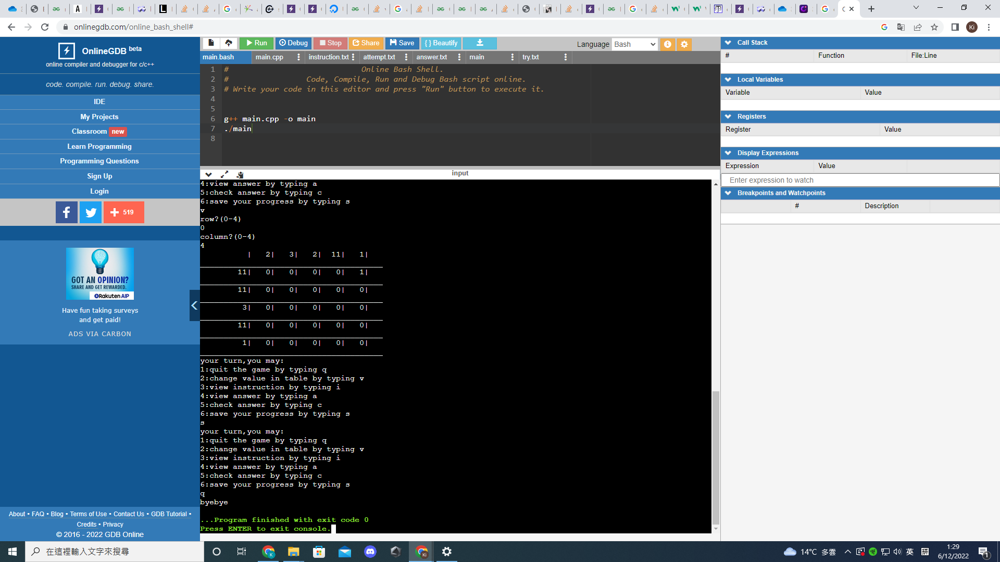 onlinegdb.com/online_bash_shell#
Ki
OnlineGDB beta
online compiler and debugger for c/c++
code. compile. run. debug. share.
IDE
My Projects
Classroom new
Learn Programming
Programming Questions
Sign Up
Login
519
GOT AN OPINION?
SHARE AND GET REWARDED.
Rakuten AIP
Have fun taking surveys
and get paid!
ADS VIA CARBON
About • FAQ • Blog • Terms of Use • Contact Us • GDB Tutorial •
Credits • Privacy
© 2016 - 2022 GDB Online
Run Debug Stop Share Save { } Beautify
Language Bash
main.bash main.cpp instruction.txt attempt.txt answer.txt main try.txt
1 # Online Bash Shell.
2 # Code, Compile, Run and Debug Bash script online.
3 # Write your code in this editor and press "Run" button to execute it.
4
5
6 g++ main.cpp -o main
7 ./main
8
input
4:view answer by typing a
5:check answer by typing c
6:save your progress by typing s
v
row?(0-4)
0
column?(0-4)
4
| 2| 3| 2| 11| 1|
11| 0| 0| 0| 0| 1|
11| 0| 0| 0| 0| 0|
3| 0| 0| 0| 0| 0|
11| 0| 0| 0| 0| 0|
1| 0| 0| 0| 0| 0|
your turn,you may:
1:quit the game by typing q
2:change value in table by typing v
3:view instruction by typing i
4:view answer by typing a
5:check answer by typing c
6:save your progress by typing s
s
your turn,you may:
1:quit the game by typing q
2:change value in table by typing v
3:view instruction by typing i
4:view answer by typing a
5:check answer by typing c
6:save your progress by typing s
q
byebye
...Program finished with exit code 0
Press ENTER to exit console.
Call Stack
# Function File:Line
Local Variables
Variable Value
Registers
Register Value
Display Expressions
Expression Value
Enter expression to watch
Breakpoints and Watchpoints
# Description
在這裡輸入文字來搜尋
14°C 多雲
英
1:29
6/12/2022
1